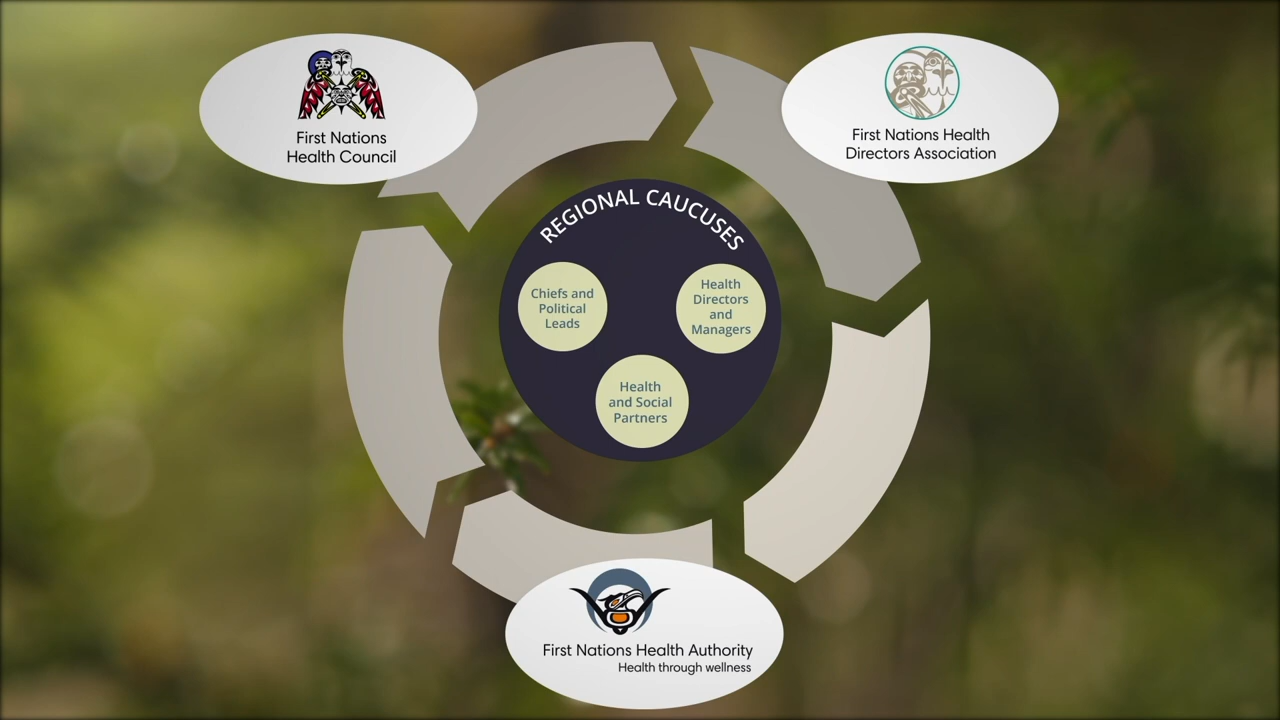 First Nations
Health Council
First Nations Health
Directors Association
REGIONAL CAUCUSES
Chiefs and
Political
Leads
Health
Directors
and
Managers
Health
and Social
Partners
First Nations Health Authority
Health through wellness